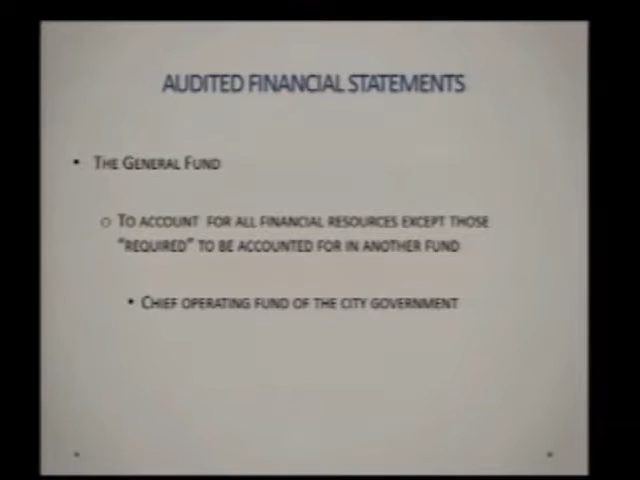 AUDITED FINANCIAL STATEMENTS
• THE GENERAL FUND
○ TO ACCOUNT FOR ALL FINANCIAL RESOURCES EXCEPT THOSE
"REQUIRED" TO BE ACCOUNTED FOR IN ANOTHER FUND
• CHIEF OPERATING FUND OF THE CITY GOVERNMENT